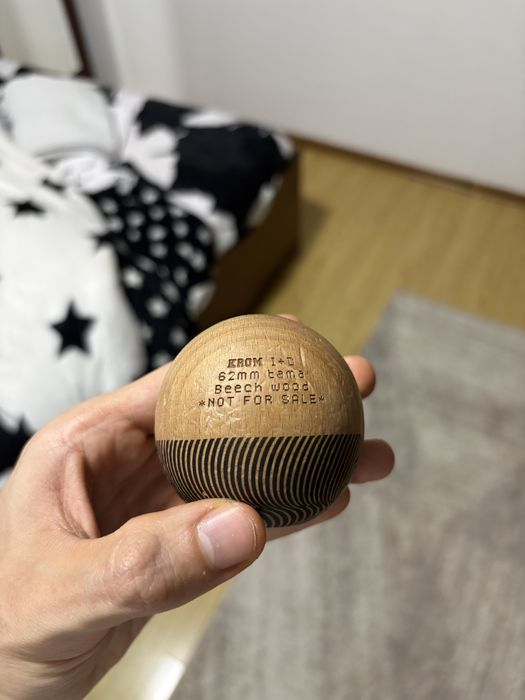 KROM I+D
62mm tama
Beech wood
*NOT FOR SALE*